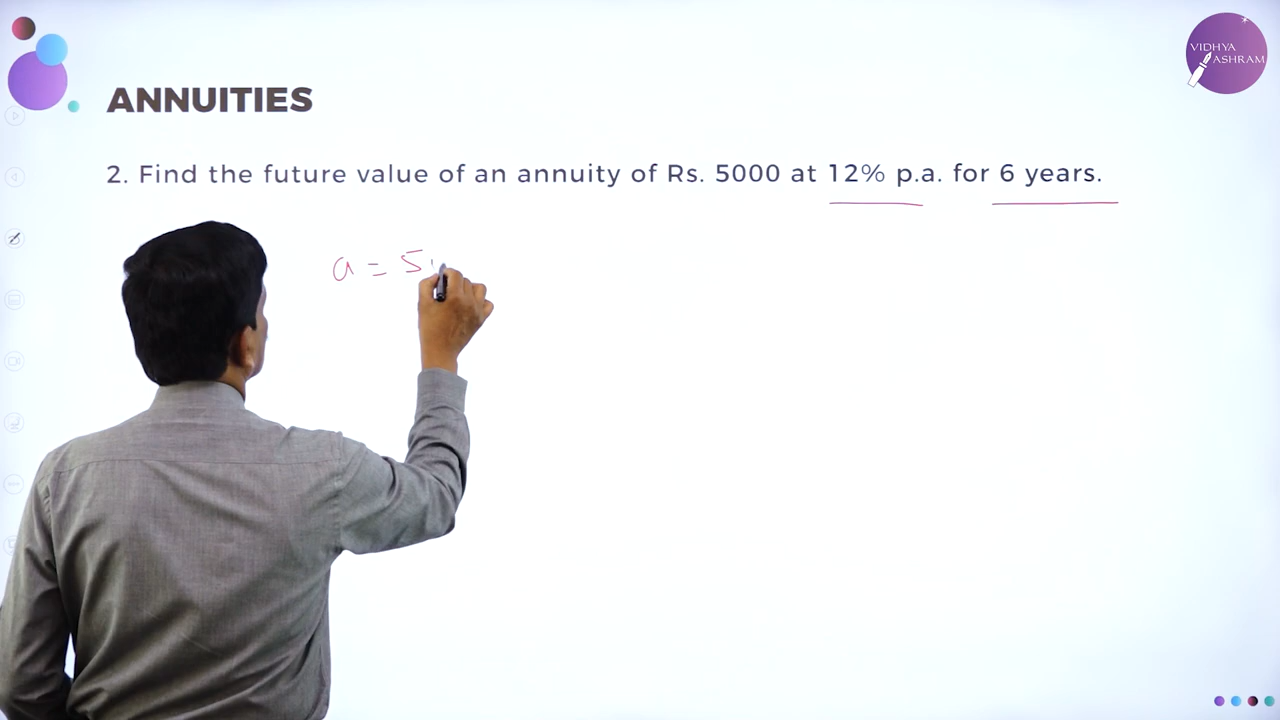 VIDHYA
ASHRAM
ANNUITIES
2. Find the future value of an annuity of Rs. 5000 at 12% p.a. for 6 years.
a = 5